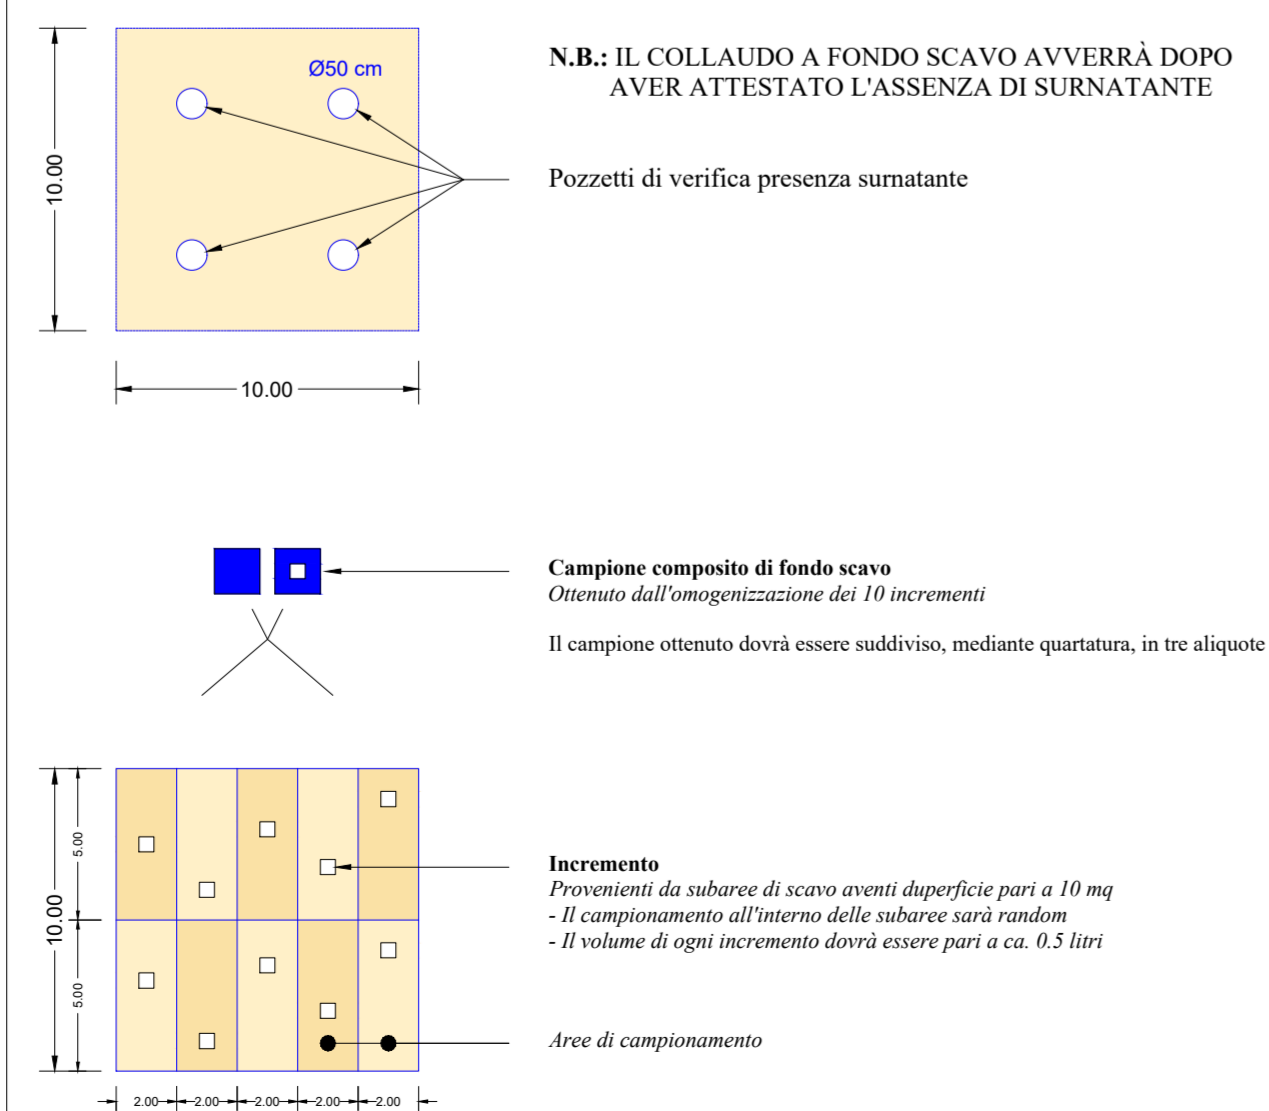 Ø50 cm
10.00
10.00
N.B.: IL COLLAUDO A FONDO SCAVO AVVERRÀ DOPO
AVER ATTESTATO L'ASSENZA DI SURNATANTE
Pozzetti di verifica presenza surnatante
Campione composito di fondo scavo
Ottenuto dall'omogenizzazione dei 10 incrementi
Il campione ottenuto dovrà essere suddiviso, mediante quartatura, in tre aliquote
10.00
5.00
5.00
Incremento
Provenienti da subaree di scavo aventi duperficie pari a 10 mq
- Il campionamento all'interno delle subaree sarà random
- Il volume di ogni incremento dovrà essere pari a ca. 0.5 litri
Aree di campionamento
2.00 2.00 2.00 2.00 2.00